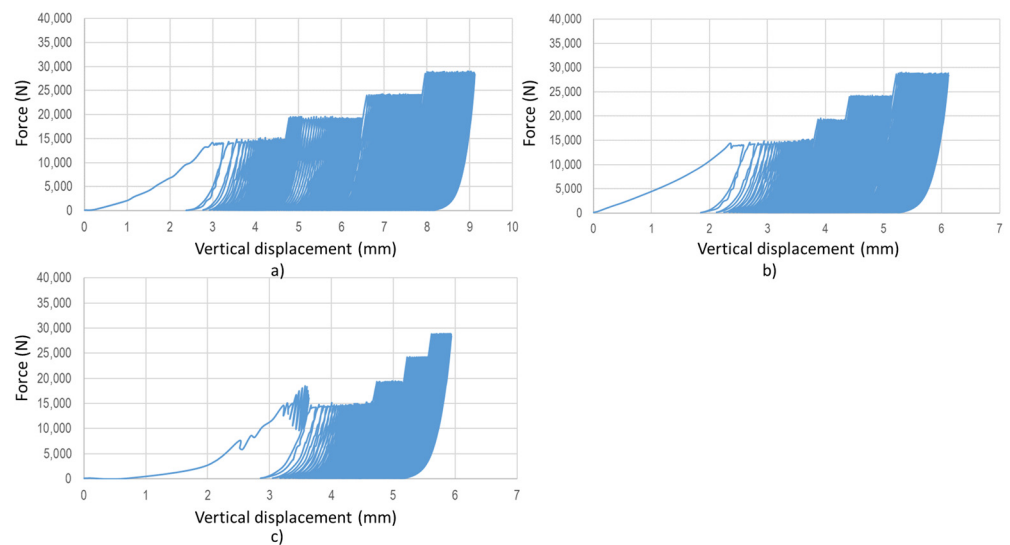 40,000
35,000
30,000
25,000
20,000
15,000
10,000
5,000
0
Force (N)
0 1 2 3 4 5 6 7 8 9 10
Vertical displacement (mm)
a)
40,000
35,000
30,000
25,000
20,000
15,000
10,000
5,000
0
Force (N)
0 1 2 3 4 5 6 7
Vertical displacement (mm)
b)
40,000
35,000
30,000
25,000
20,000
15,000
10,000
5,000
0
Force (N)
0 1 2 3 4 5 6 7
Vertical displacement (mm)
c)